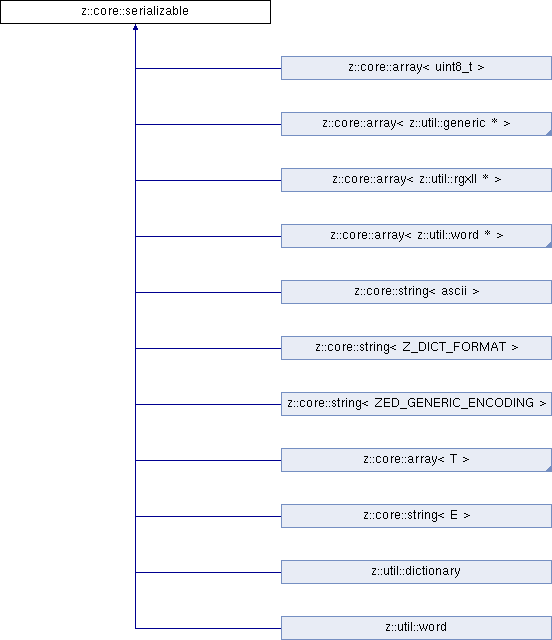 z::core::serializable
z::core::array< uint8_t >
z::core::array< z::util::generic * >
z::core::array< z::util::rgxll * >
z::core::array< z::util::word * >
z::core::string< ascii >
z::core::string< Z_DICT_FORMAT >
z::core::string< ZED_GENERIC_ENCODING >
z::core::array< T >
z::core::string< E >
z::util::dictionary
z::util::word